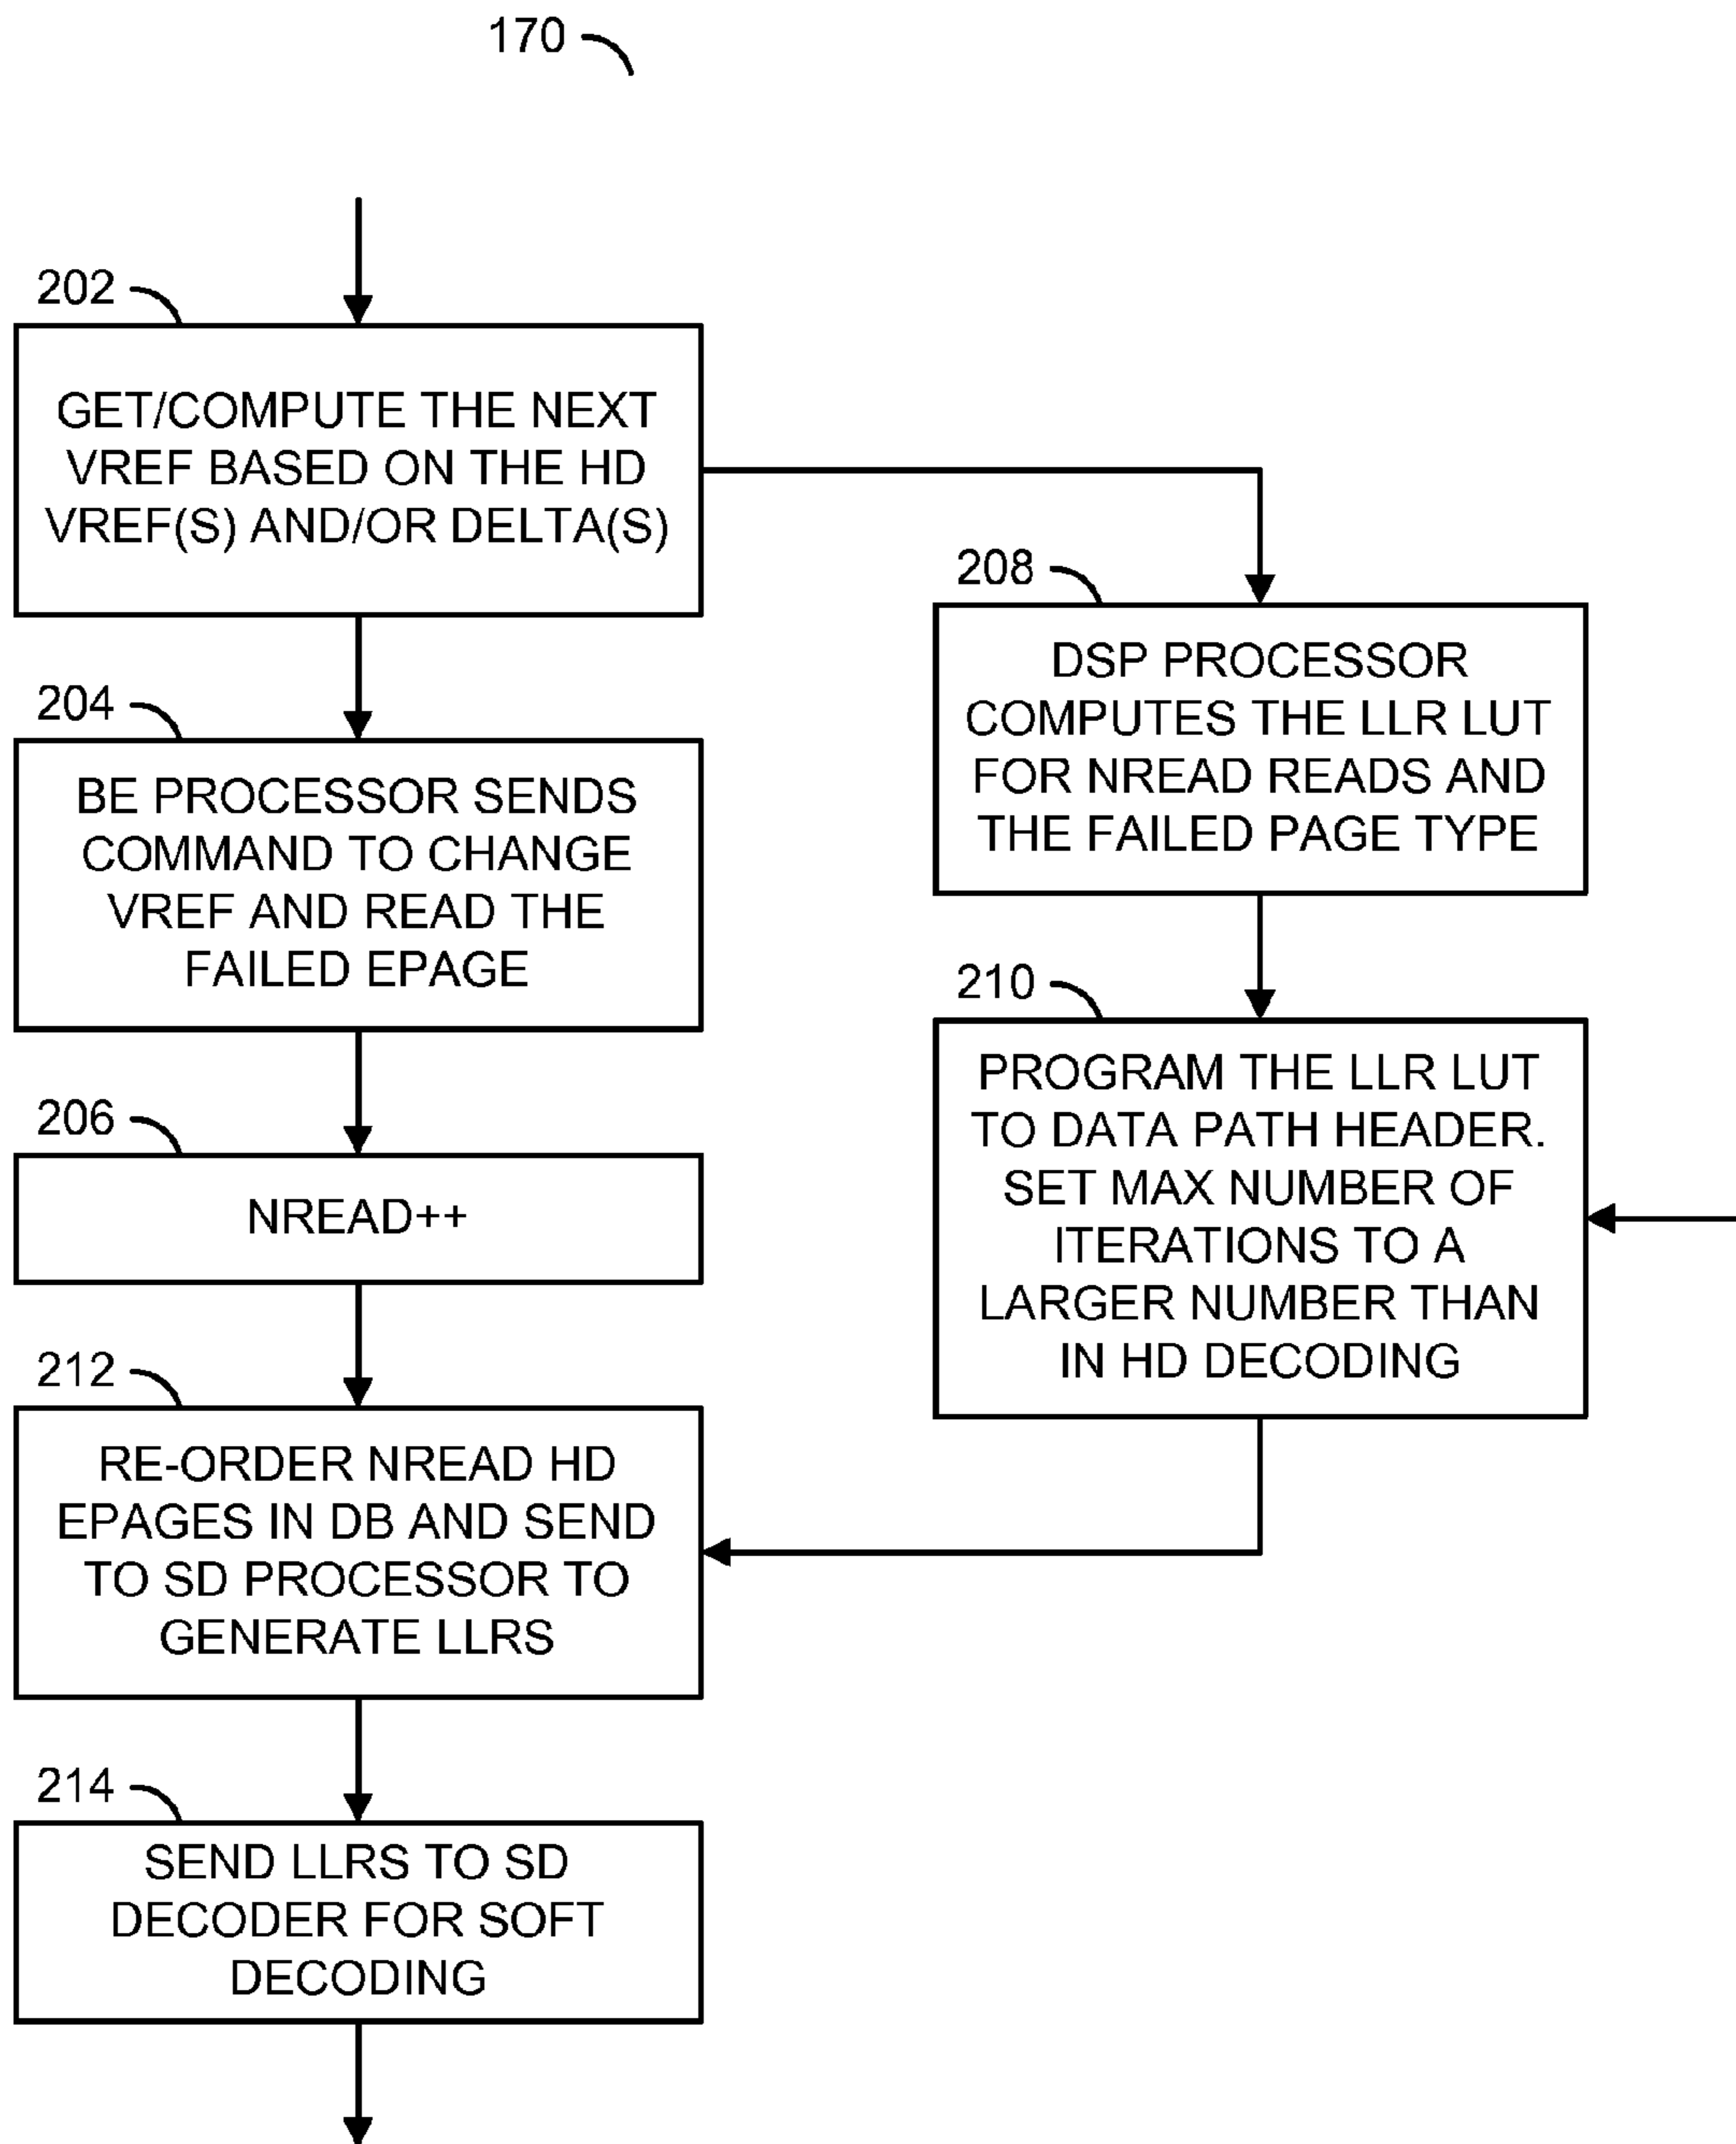 170
202
GET/COMPUTE THE NEXT
VREF BASED ON THE HD
VREF(S) AND/OR DELTA(S)
204
BE PROCESSOR SENDS
COMMAND TO CHANGE
VREF AND READ THE
FAILED EPAGE
206
NREAD++
208
DSP PROCESSOR
COMPUTES THE LLR LUT
FOR NREAD READS AND
THE FAILED PAGE TYPE
210
PROGRAM THE LLR LUT
TO DATA PATH HEADER.
SET MAX NUMBER OF
ITERATIONS TO A
LARGER NUMBER THAN
IN HD DECODING
212
RE-ORDER NREAD HD
EPAGES IN DB AND SEND
TO SD PROCESSOR TO
GENERATE LLRS
214
SEND LLRS TO SD
DECODER FOR SOFT
DECODING